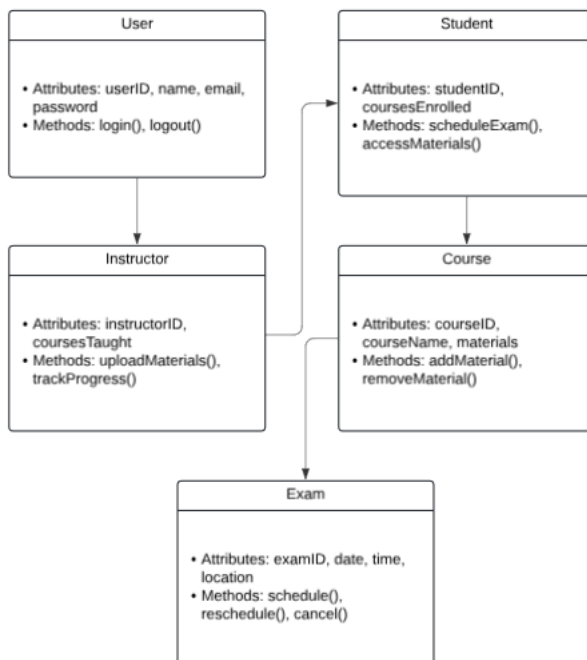 User
• Attributes: userID, name, email,
password
• Methods: login(), logout()
Student
• Attributes: studentID,
coursesEnrolled
• Methods: scheduleExam(),
accessMaterials()
Instructor
• Attributes: instructorID,
coursesTaught
• Methods: uploadMaterials(),
trackProgress()
Course
• Attributes: courseID,
courseName, materials
• Methods: addMaterial(),
removeMaterial()
Exam
• Attributes: examID, date, time,
location
• Methods: schedule(),
reschedule(), cancel()